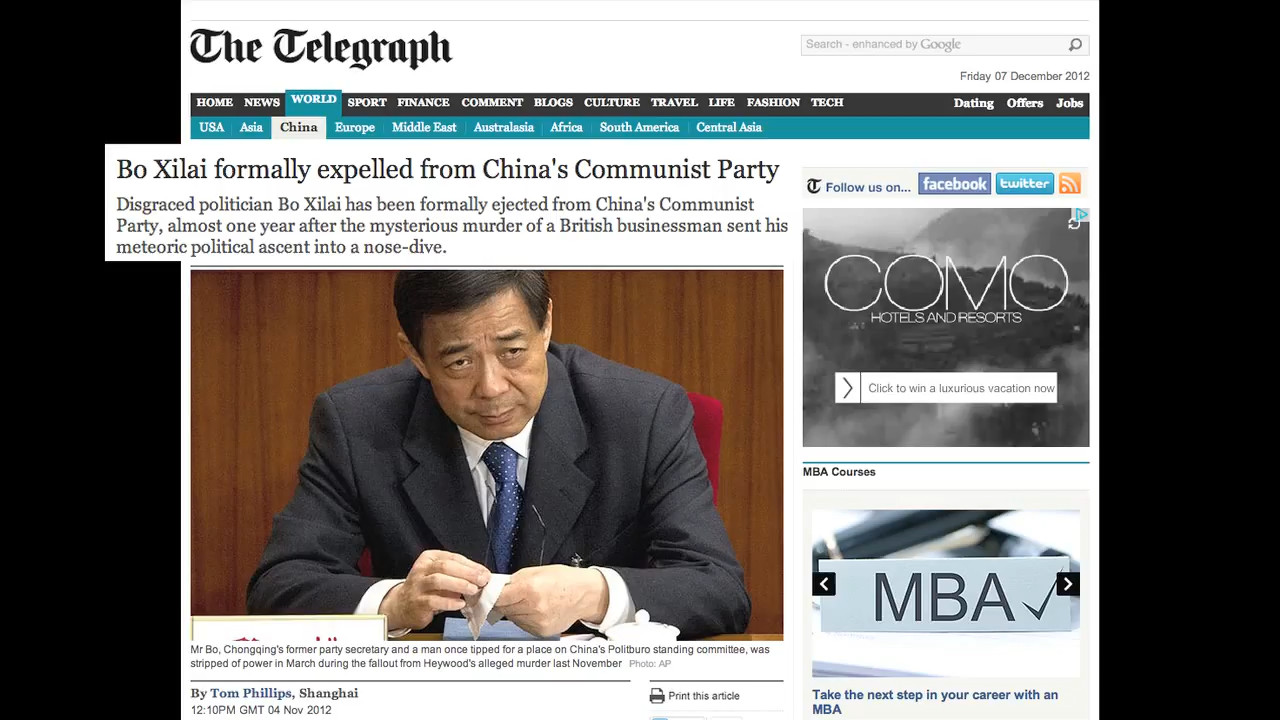 The Telegraph
Search - enhanced by Google
Friday 07 December 2012
HOME NEWS WORLD SPORT FINANCE COMMENT BLOGS CULTURE TRAVEL LIFE FASHION TECH Dating Offers Jobs
USA Asia China Europe Middle East Australasia Africa South America Central Asia
Bo Xilai formally expelled from China's Communist Party
Disgraced politician Bo Xilai has been formally ejected from China's Communist
Party, almost one year after the mysterious murder of a British businessman sent his
meteoric political ascent into a nose-dive.
Mr Bo, Chongqing's former party secretary and a man once tipped for a place on China's Politburo standing committee, was
stripped of power in March during the fallout from Heywood's alleged murder last November Photo: AP
By Tom Phillips, Shanghai
12:10PM GMT 04 Nov 2012
Print this article
T Follow us on... facebook twitter
COMO
HOTELS AND RESORTS
Click to win a luxurious vacation now
MBA Courses
MBA
Take the next step in your career with an
MBA